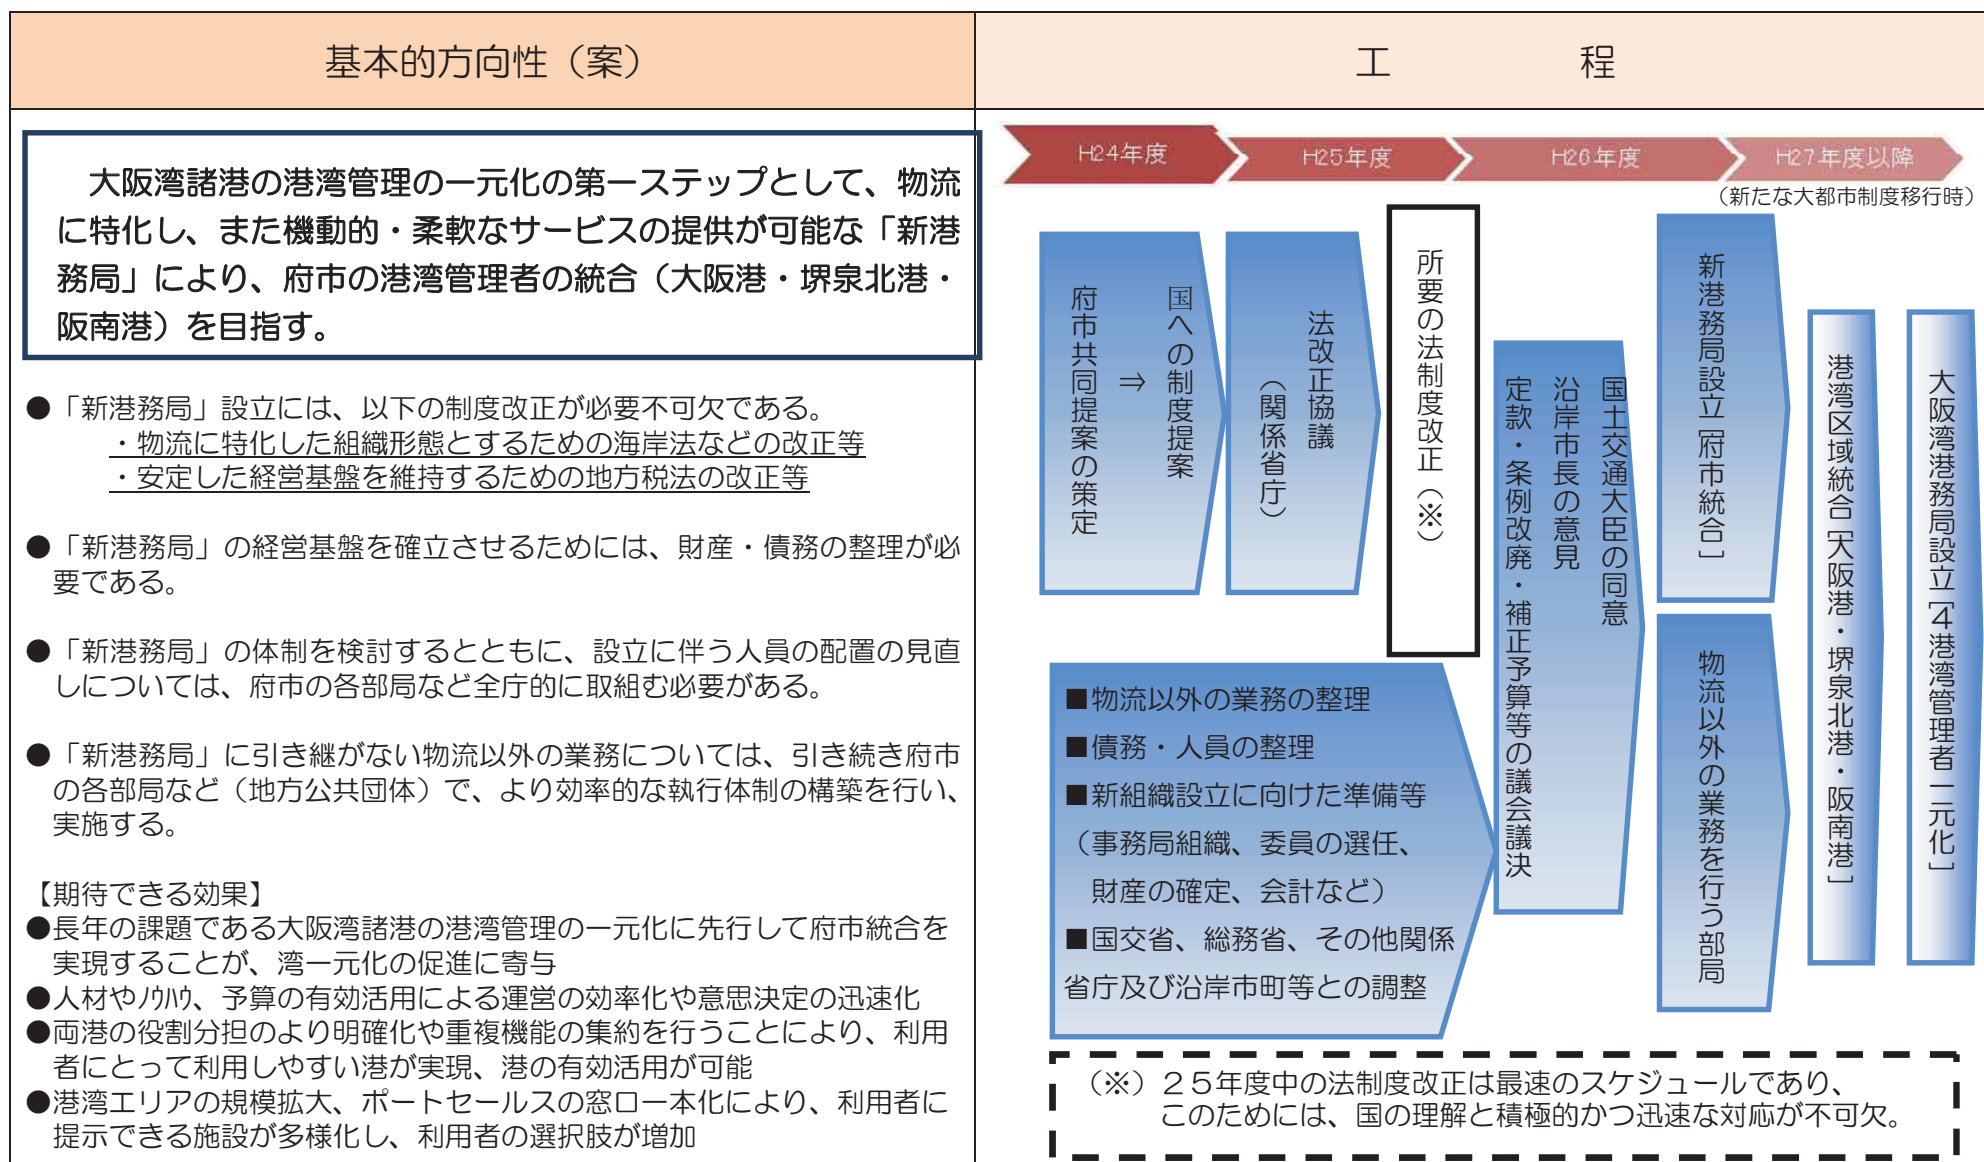 基本的方向性（案）
大阪湾諸港の港湾管理の一元化の第一ステップとして、物流
に特化し、また機動的・柔軟なサービスの提供が可能な「新港
務局」により、府市の港湾管理者の統合（大阪港・堺泉北港・
阪南港）を目指す。
●「新港務局」設立には、以下の制度改正が必要不可欠である。
・物流に特化した組織形態とするための海岸法などの改正等
・安定した経営基盤を維持するための地方税法の改正等
●「新港務局」の経営基盤を確立させるためには、財産・債務の整理が必
要である。
●「新港務局」の体制を検討するとともに、設立に伴う人員の配置の見直
しについては、府市の各部局など全庁的に取組む必要がある。
●「新港務局」に引き継がない物流以外の業務については、引き続き府市
の各部局など（地方公共団体）で、より効率的な執行体制の構築を行い、
実施する。
【期待できる効果】
●長年の課題である大阪湾諸港の港湾管理の一元化に先行して府市統合を
実現することが、湾一元化の促進に寄与
●人材やﾉｳﾊｳ、予算の有効活用による運営の効率化や意思決定の迅速化
●両港の役割分担のより明確化や重複機能の集約を行うことにより、利用
者にとって利用しやすい港が実現、港の有効活用が可能
●港湾エリアの規模拡大、ポートセールスの窓口一本化により、利用者に
提示できる施設が多様化し、利用者の選択肢が増加
工　程
H24年度
H25年度
H26年度
H27年度以降
（新たな大都市制度移行時）
国への制度提案
⇒
府市共同提案の策定
法改正協議
（関係省庁）
所要の法制度改正（※）
国土交通大臣の同意
沿岸市長の意見
定款・条例改廃・補正予算等の議会議決
新港務局設立［府市統合］
物流以外の業務を行う部局
港湾区域統合［大阪港・堺泉北港・阪南港］
大阪湾港務局設立［４港湾管理者一元化］
■物流以外の業務の整理
■債務・人員の整理
■新組織設立に向けた準備等
（事務局組織、委員の選任、
財産の確定、会計など）
■国交省、総務省、その他関係
省庁及び沿岸市町等との調整
（※）２５年度中の法制度改正は最速のスケジュールであり、
このためには、国の理解と積極的かつ迅速な対応が不可欠。